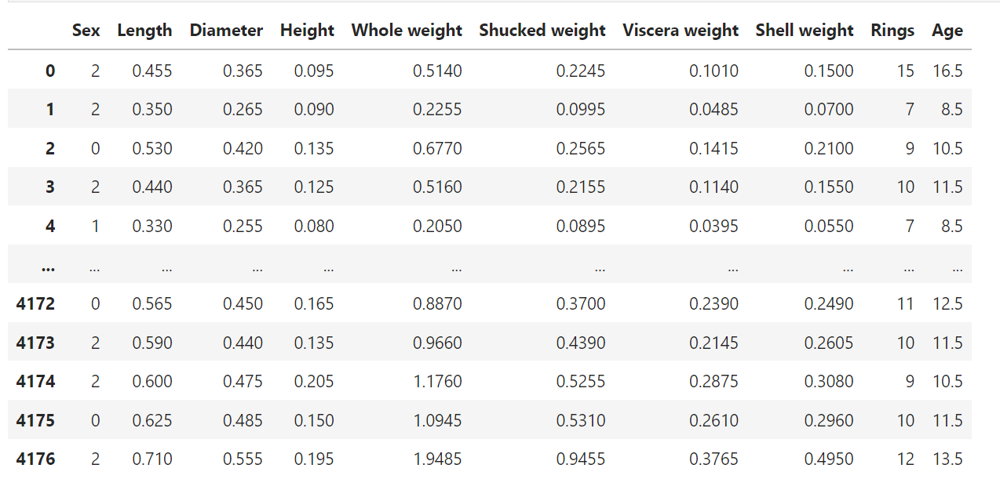 Sex Length Diameter Height Whole weight Shucked weight Viscera weight Shell weight Rings Age
0 2 0.455 0.365 0.095 0.5140 0.2245 0.1010 0.1500 15 16.5
1 2 0.350 0.265 0.090 0.2255 0.0995 0.0485 0.0700 7 8.5
2 0 0.530 0.420 0.135 0.6770 0.2565 0.1415 0.2100 9 10.5
3 2 0.440 0.365 0.125 0.5160 0.2155 0.1140 0.1550 10 11.5
4 1 0.330 0.255 0.080 0.2050 0.0895 0.0395 0.0550 7 8.5
... ... ... ... ... ... ... ... ... ... ...
4172 0 0.565 0.450 0.165 0.8870 0.3700 0.2390 0.2490 11 12.5
4173 2 0.590 0.440 0.135 0.9660 0.4390 0.2145 0.2605 10 11.5
4174 2 0.600 0.475 0.205 1.1760 0.5255 0.2875 0.3080 9 10.5
4175 0 0.625 0.485 0.150 1.0945 0.5310 0.2610 0.2960 10 11.5
4176 2 0.710 0.555 0.195 1.9485 0.9455 0.3765 0.4950 12 13.5